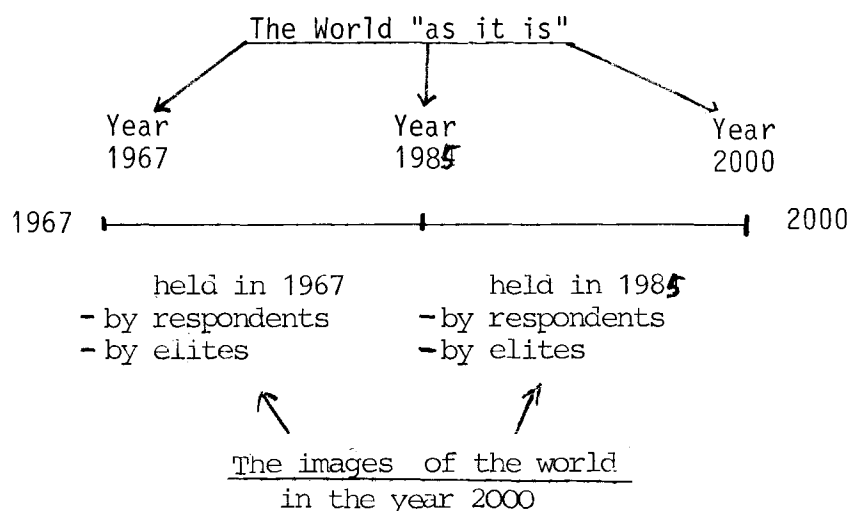 The World "as it is"
Year Year Year
1967 1985 2000
1967 2000
held in 1967 held in 1985
- by respondents - by respondents
- by elites - by elites
The images of the world
in the year 2000